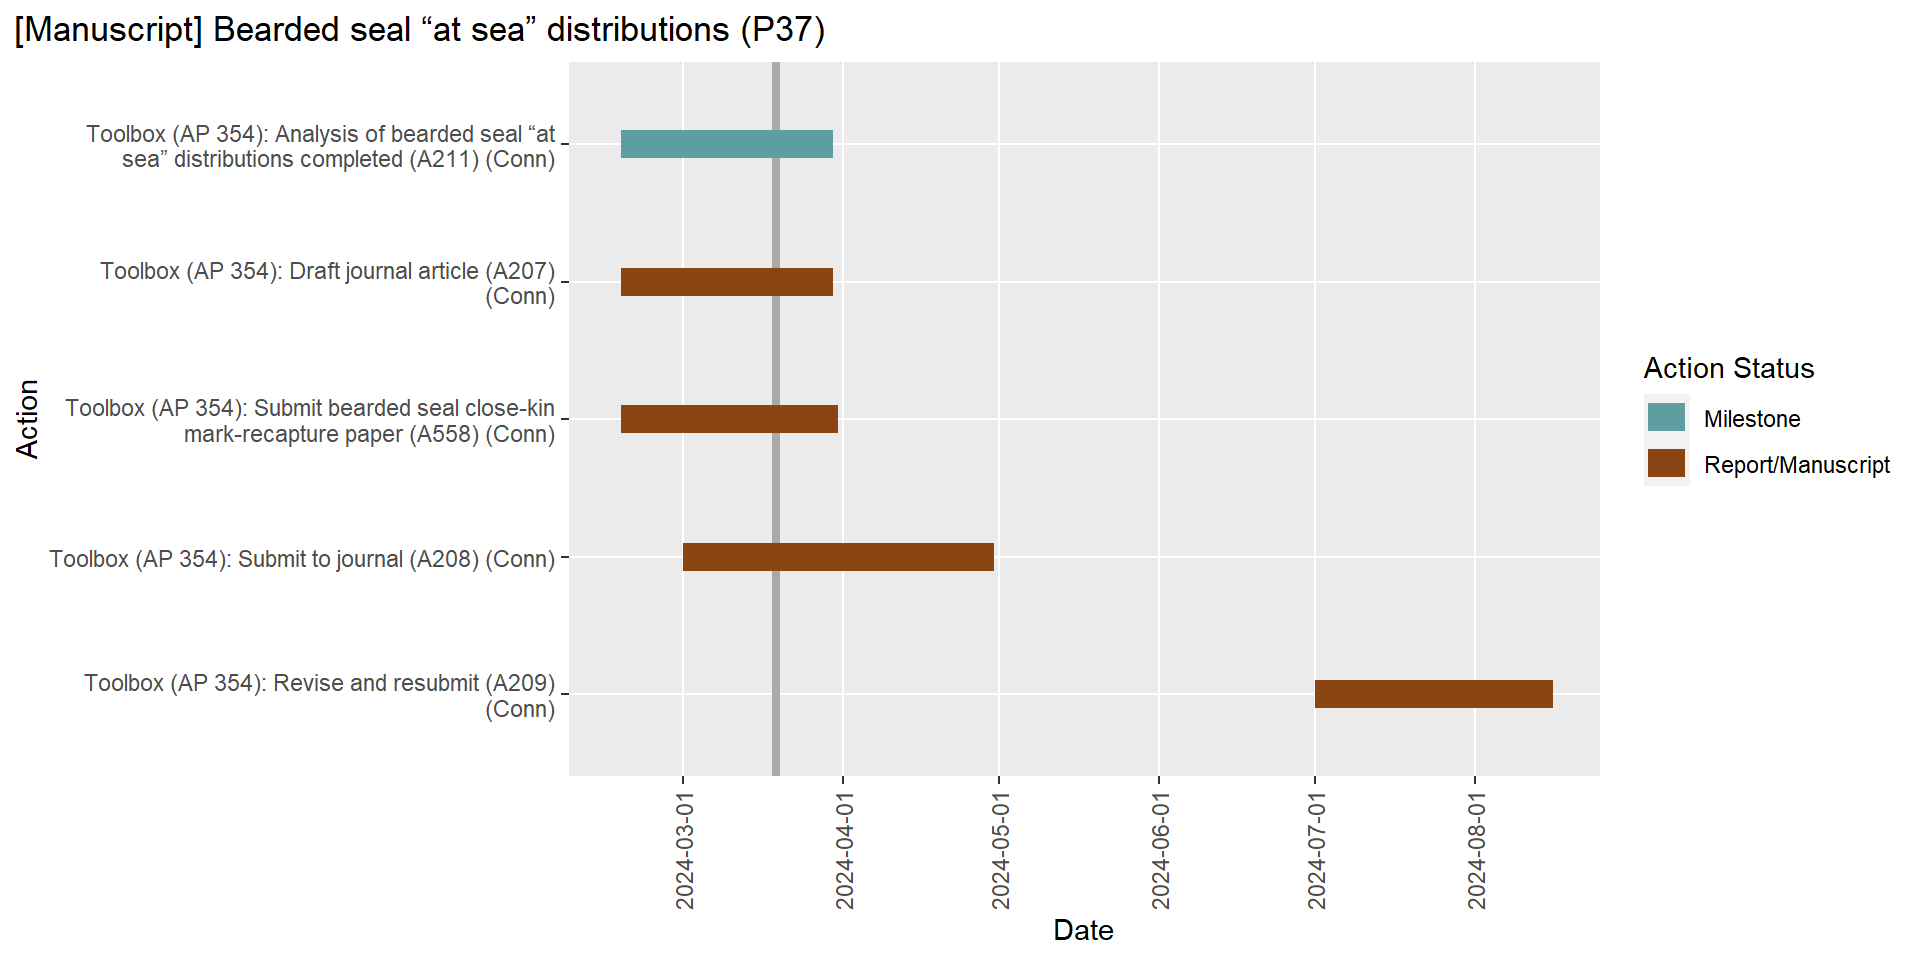 [Manuscript] Bearded seal “at sea” distributions (P37)
Toolbox (AP 354): Analysis of bearded seal “at
sea” distributions completed (A211) (Conn)
Toolbox (AP 354): Draft journal article (A207)
(Conn)
Toolbox (AP 354): Submit bearded seal close-kin
mark-recapture paper (A558) (Conn)
Toolbox (AP 354): Submit to journal (A208) (Conn)
Toolbox (AP 354): Revise and resubmit (A209)
(Conn)
Action
2024-03-01
2024-04-01
2024-05-01
2024-06-01
2024-07-01
2024-08-01
Date
Action Status
Milestone
Report/Manuscript